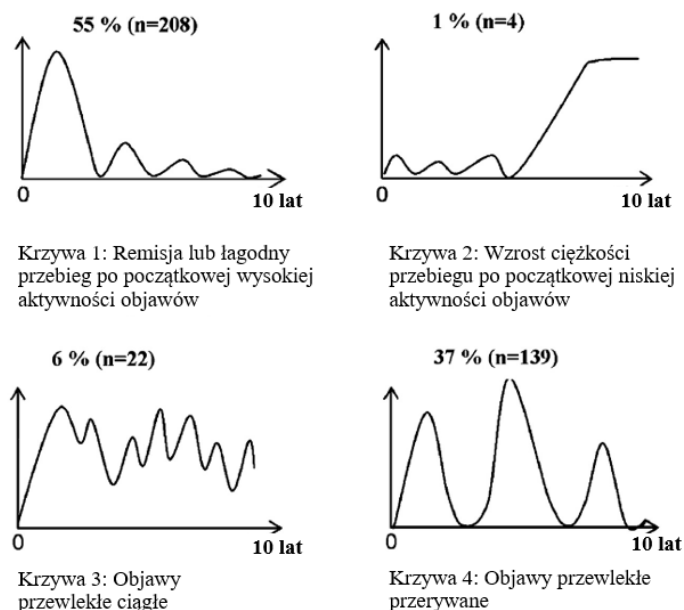 55 % (n=208)
0
10 lat
Krzywa 1: Remisja lub łagodny
przebieg po początkowej wysokiej
aktywności objawów
1 % (n=4)
0
10 lat
Krzywa 2: Wzrost ciężkości
przebiegu po początkowej niskiej
aktywności objawów
6 % (n=22)
0
10 lat
Krzywa 3: Objawy
przewlekłe ciągłe
37 % (n=139)
0
10 lat
Krzywa 4: Objawy przewlekłe
przerywane